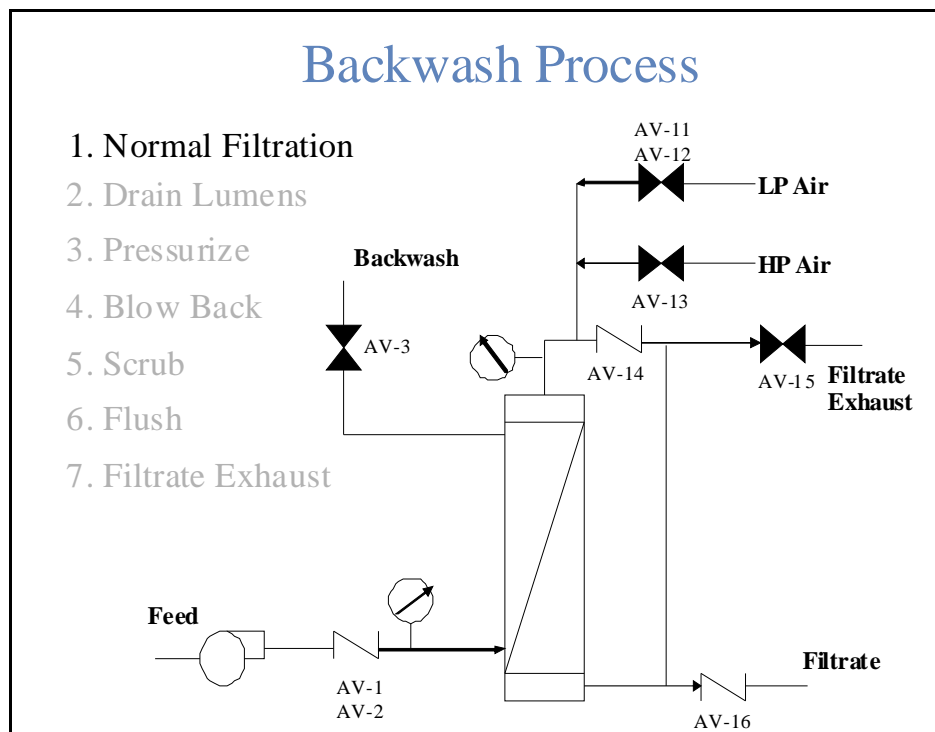 Backwash Process
1. Normal Filtration
2. Drain Lumens
3. Pressurize
4. Blow Back
5. Scrub
6. Flush
7. Filtrate Exhaust
AV-11
AV-12
LP Air
Backwash
HP Air
AV-13
AV-3
AV-14
AV-15
Filtrate
Exhaust
Feed
Filtrate
AV-1
AV-2
AV-16